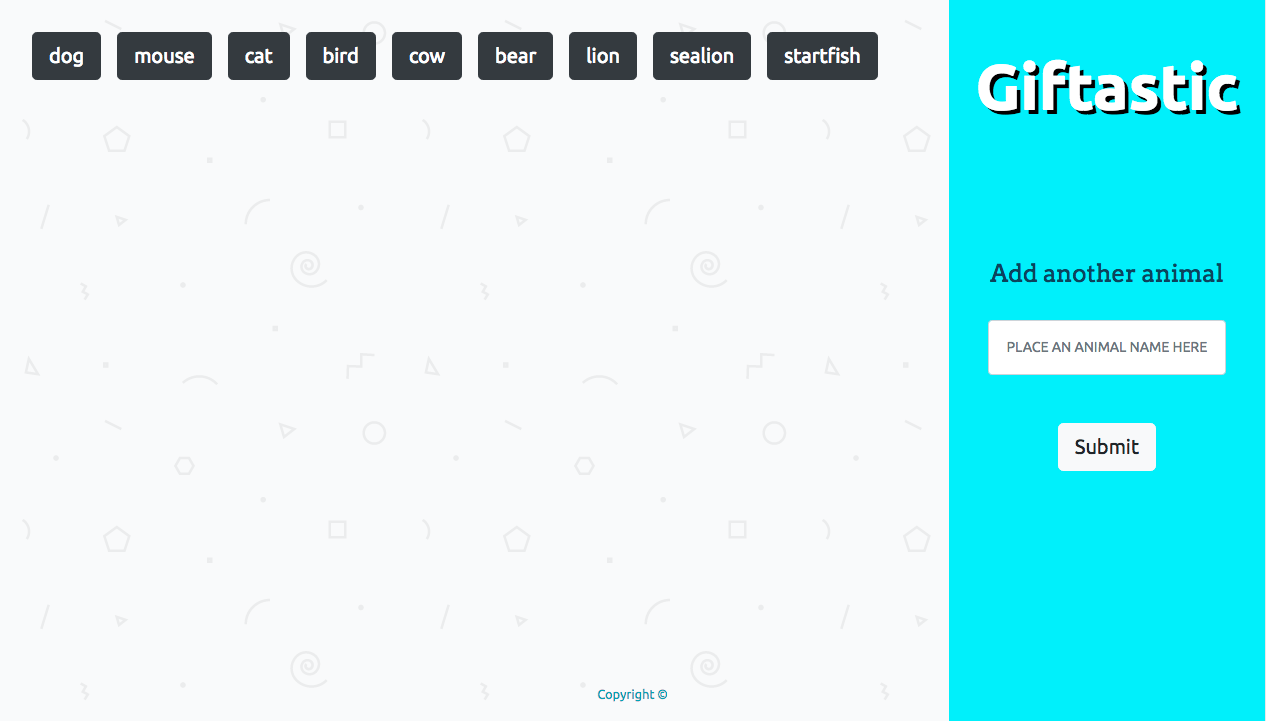 dog mouse cat bird cow bear lion sealion startfish
Giftastic
Add another animal
PLACE AN ANIMAL NAME HERE
Submit
Copyright ©